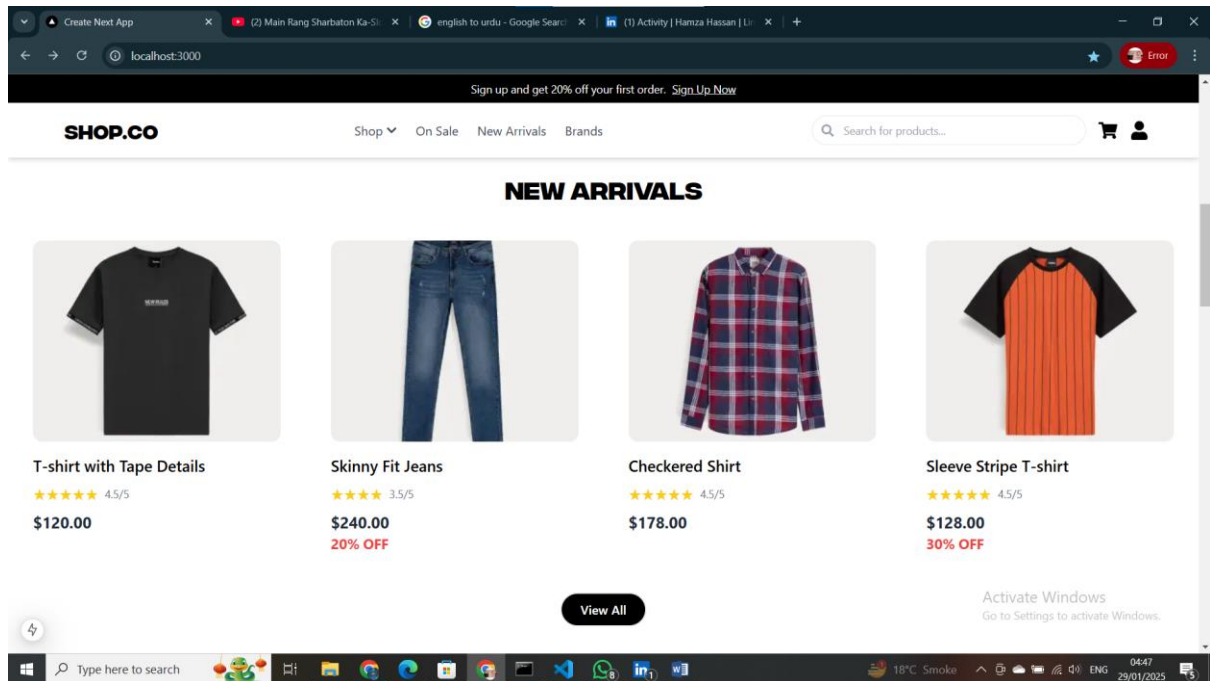 Create Next App
(2) Main Rang Sharbaton Ka-Sl
english to urdu - Google Search
(1) Activity | Hamza Hassan | Lin
localhost:3000
Error
Sign up and get 20% off your first order. Sign Up Now
SHOP.CO
Shop On Sale New Arrivals Brands
Search for products...
NEW ARRIVALS
T-shirt with Tape Details
4.5/5
$120.00
Skinny Fit Jeans
3.5/5
$240.00
20% OFF
Checkered Shirt
4.5/5
$178.00
Sleeve Stripe T-shirt
4.5/5
$128.00
30% OFF
View All
Activate Windows
Go to Settings to activate Windows.
Type here to search
18°C Smoke
ENG
04:47
29/01/2025